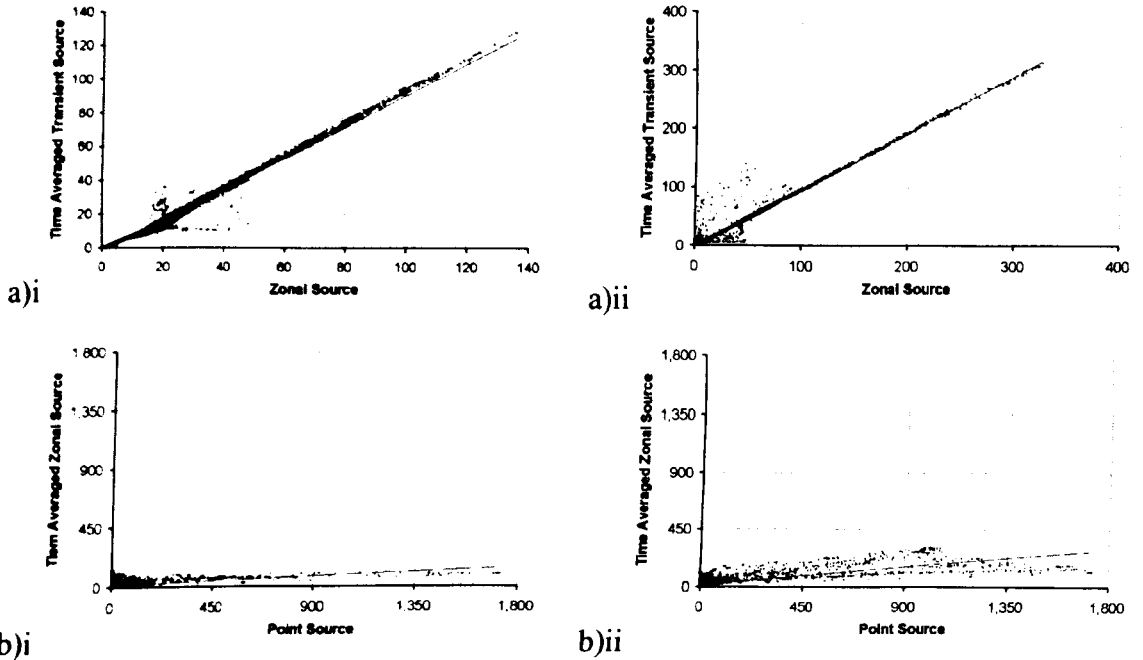 140
120
100
80
60
40
20
0
Time Averaged Transient Source
0 20 40 60 80 100 120 140
Zonal Source
a)i
400
300
200
100
0
Time Averaged Transient Source
0 100 200 300 400
Zonal Source
a)ii
1,800
1,350
900
450
0
Tiem Averaged Zonal Source
0 450 900 1,350 1,800
Point Source
b)i
1,800
1,350
900
450
0
Time Averaged Zonal Source
0 450 900 1,350 1,800
Point Source
b)ii